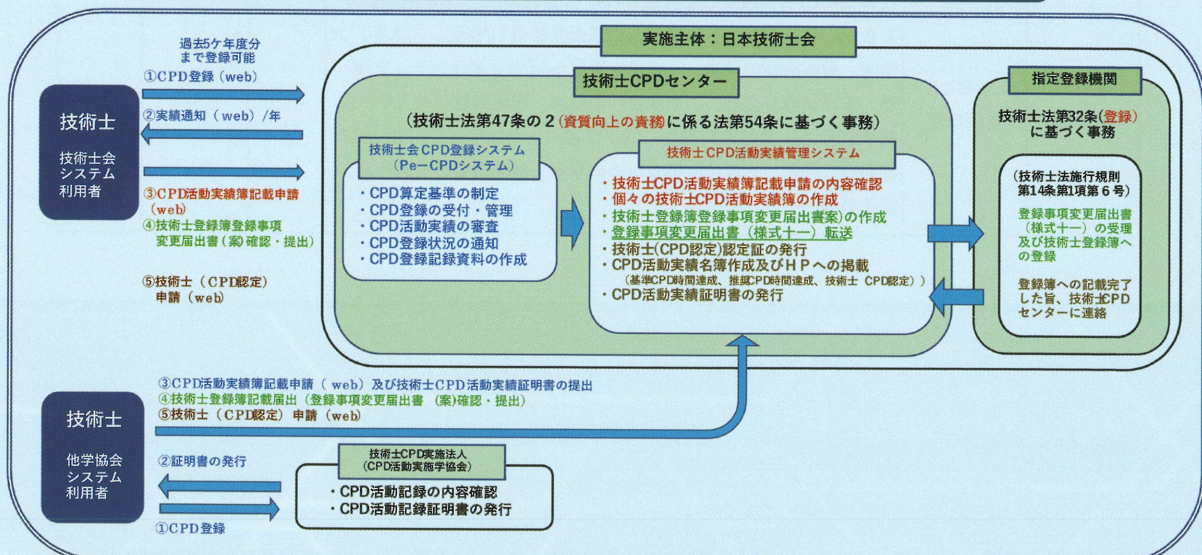 実施主体：日本技術士会
過去5ケ年度分
まで登録可能
①CPD登録（web）
②実績通知（web）/年
技術士
技術士会
システム
利用者
③CPD活動実績簿記載申請
(web)
④技術士登録簿登録事項
変更届出書（案）確認・提出）
⑤技術士（CPD認定）
申請（web）
技術士CPDセンター
(技術士法第47条の２(資質向上の責務)に係る法第54条に基づく事務）
技術士会CPD登録システム
（Pe－CPDシステム）
・CPD算定基準の制定
・CPD登録の受付・管理
・CPD活動実績の審査
・CPD登録状況の通知
・CPD登録記録資料の作成
技術士CPD活動実績管理システム
・技術士CPD活動実績簿記載申請の内容確認
・個々の技術士CPD活動実績簿の作成
・技術士登録簿登録事項変更届出書案）の作成
・登録事項変更届出書（様式十一）転送
・技術士(CPD認定）認定証の発行
・CPD活動実績名簿作成及びＨＰへの掲載
（基準CPD時間達成、推奨CPD時間達成、技術士 CPD認定））
・CPD活動実績証明書の発行
指定登録機関
技術士法第32条(登録）
に基づく事務
（技術士法施行規則
第14条第1項第６号）
登録事項変更届出書
（様式十一）の受理
及び技術士登録簿へ
の登録
登録簿への記載完了
した旨、技術士CPD
センターに連絡
技術士
他学協会
システム
利用者
③CPD活動実績簿記載申請（ web）及び技術士CPD活動実績証明書の提出
④技術士登録簿記載届出（登録事項変更届出書 （案)確認・提出）
⑤技術士（CPD認定）申請（web）
②証明書の発行
①CPD登録
技術士CPD実施法人
（CPD活動実施学協会）
・CPD活動記録の内容確認
・CPD活動記録証明書の発行